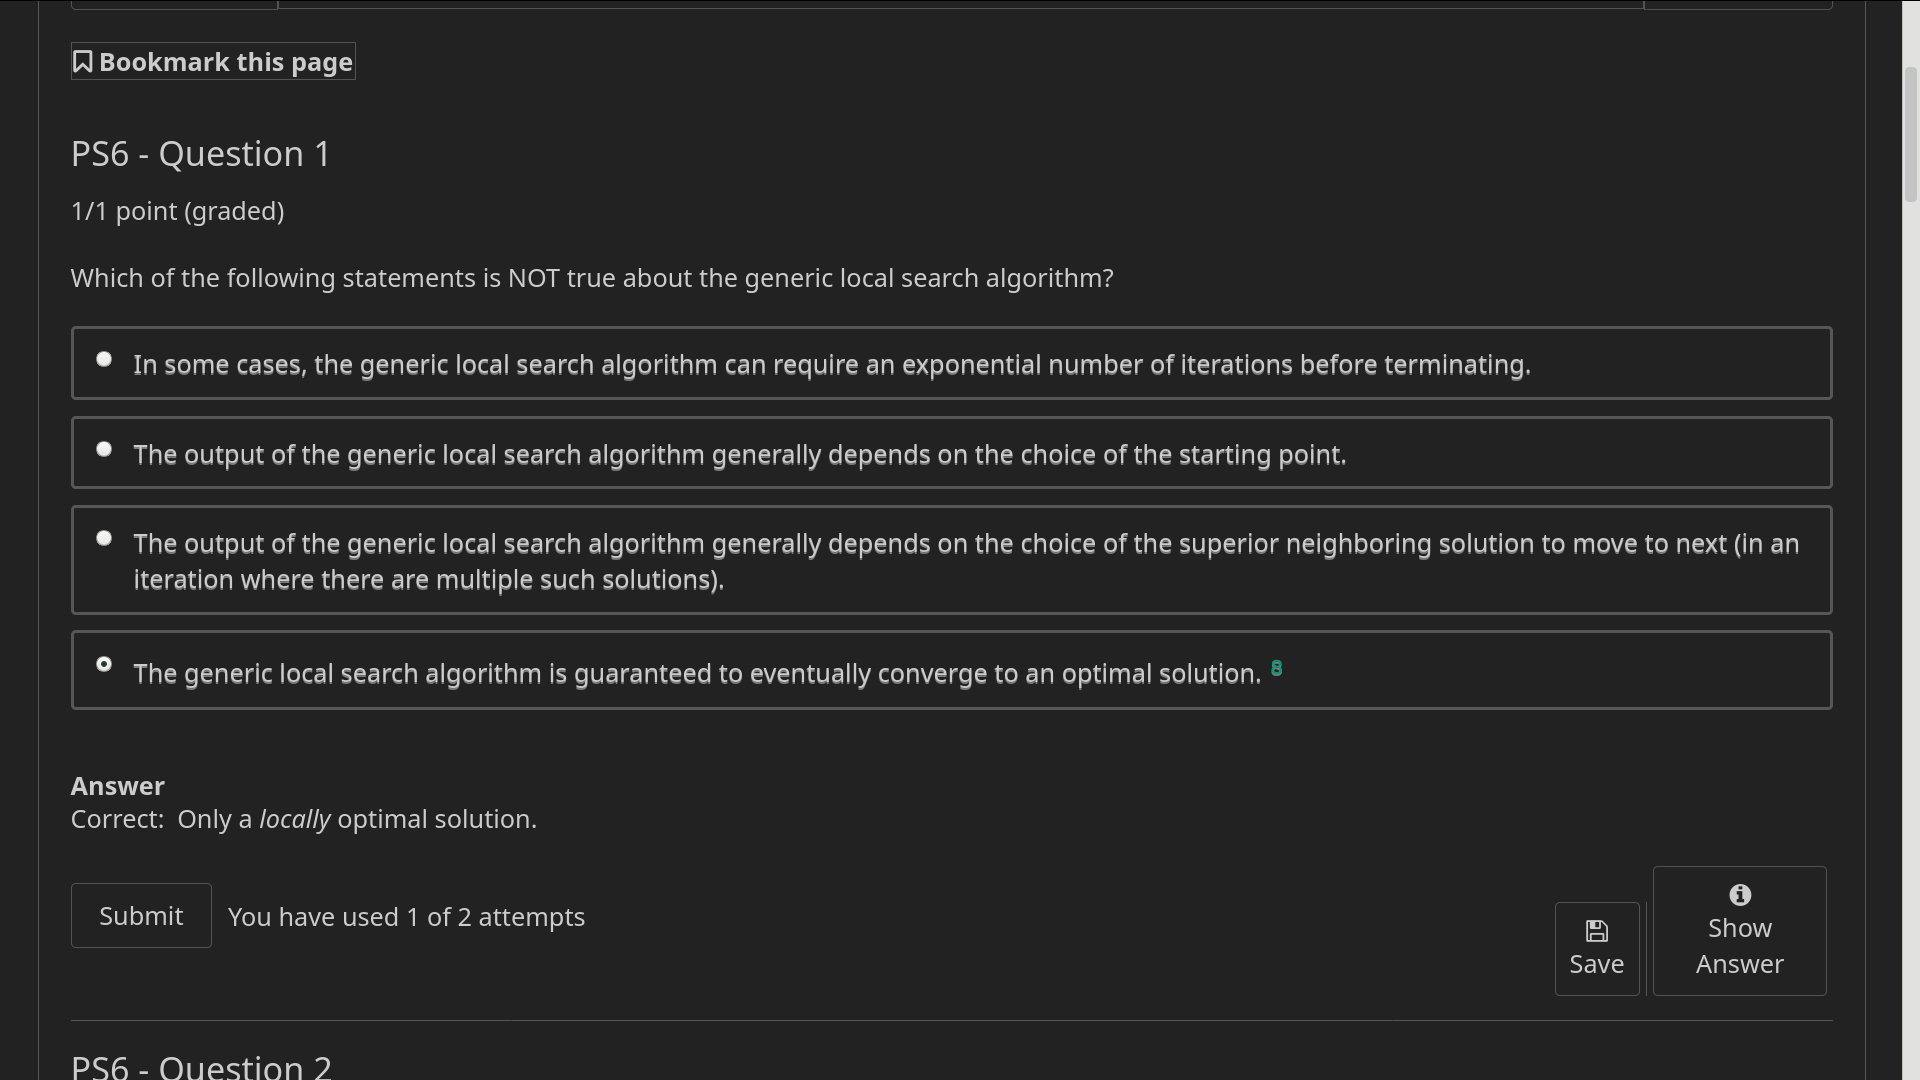 Bookmark this page
PS6 - Question 1
1/1 point (graded)
Which of the following statements is NOT true about the generic local search algorithm?
In some cases, the generic local search algorithm can require an exponential number of iterations before terminating.
The output of the generic local search algorithm generally depends on the choice of the starting point.
The output of the generic local search algorithm generally depends on the choice of the superior neighboring solution to move to next (in an
iteration where there are multiple such solutions).
The generic local search algorithm is guaranteed to eventually converge to an optimal solution. 8
Answer
Correct: Only a locally optimal solution.
Submit You have used 1 of 2 attempts
Save
Show
Answer
PS6 - Question 2